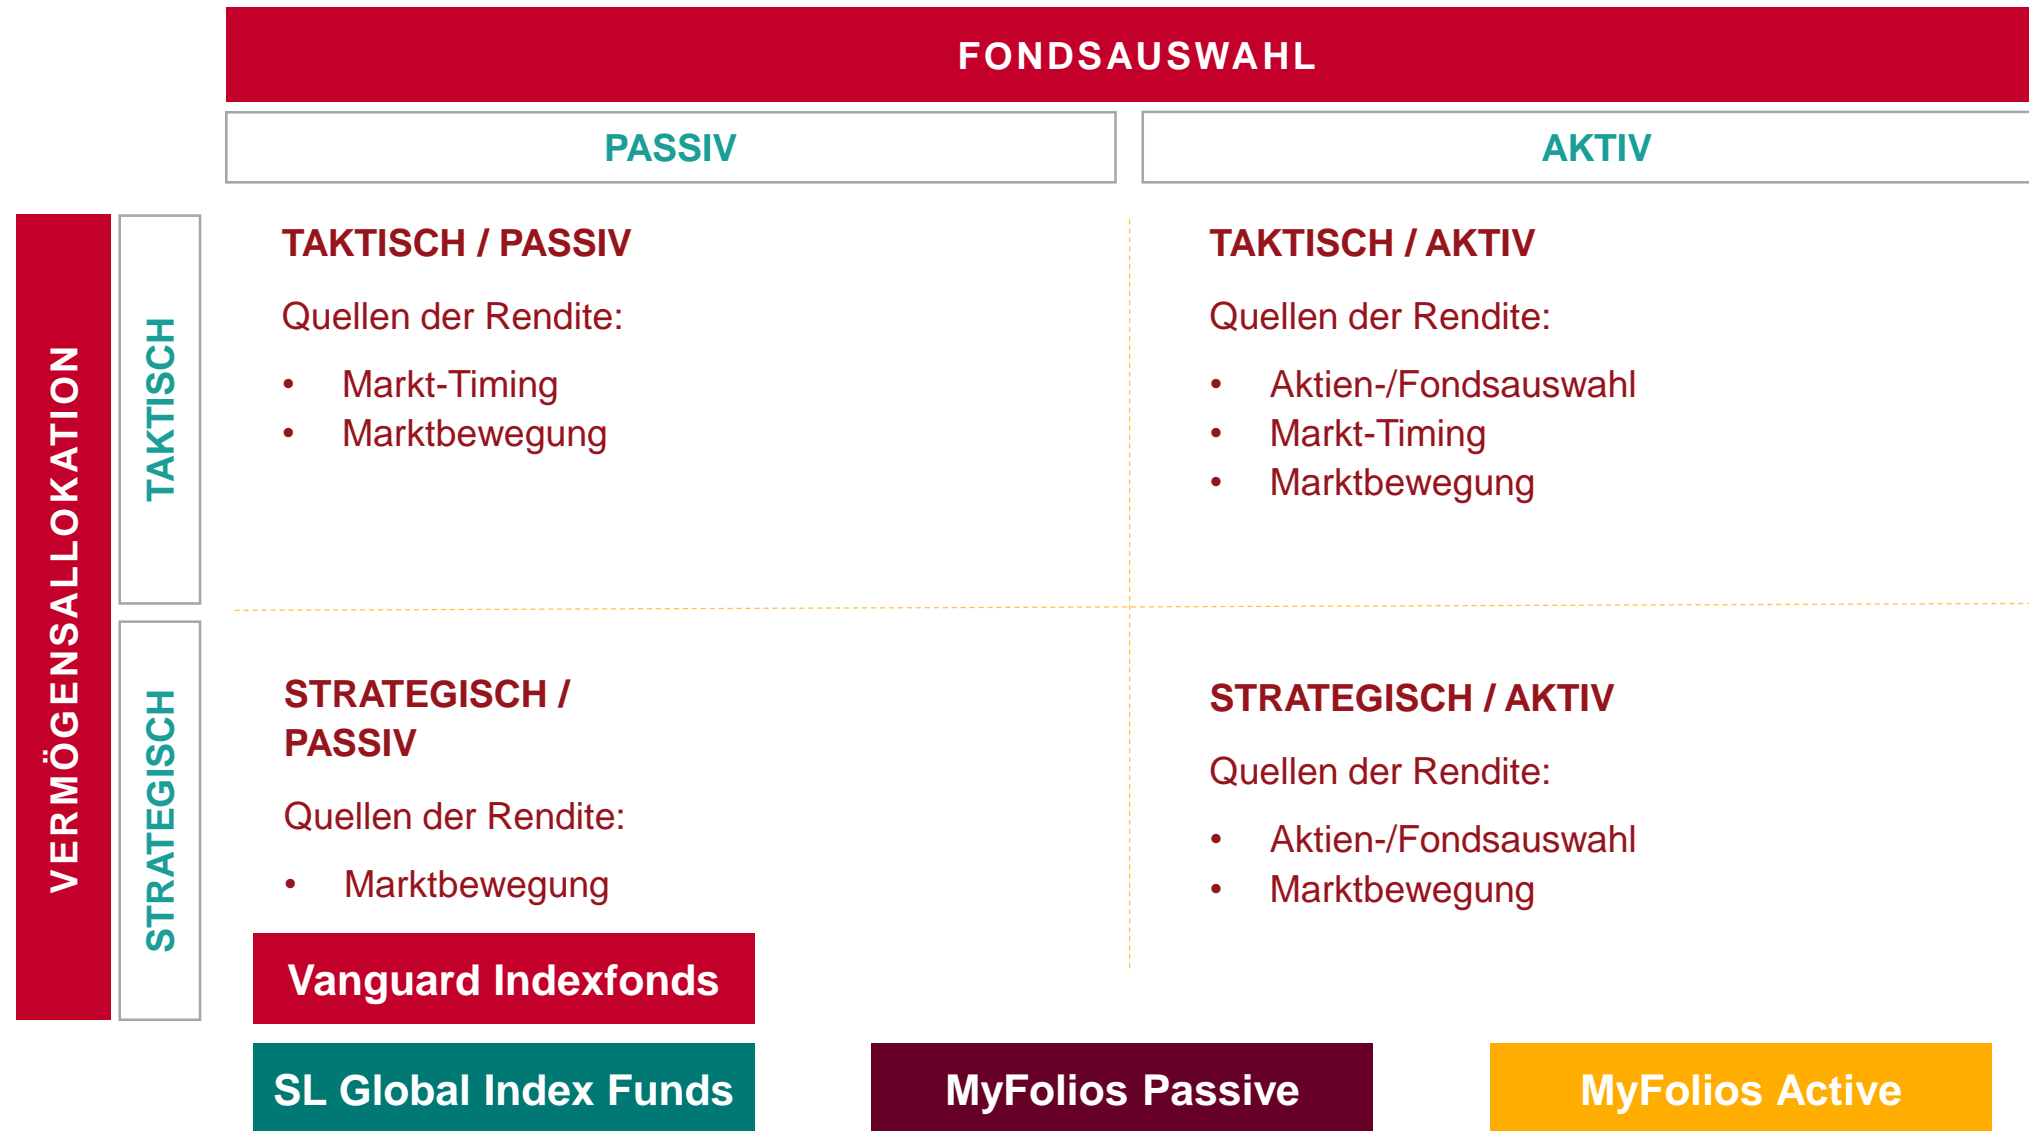 FONDSAUSWAHL
PASSIV
AKTIV
VERMÖGENSALLOKATION
TAKTISCH
TAKTISCH / PASSIV
Quellen der Rendite:
• Markt-Timing
• Marktbewegung
TAKTISCH / AKTIV
Quellen der Rendite:
• Aktien-/Fondsauswahl
• Markt-Timing
• Marktbewegung
STRATEGISCH
STRATEGISCH /
PASSIV
Quellen der Rendite:
• Marktbewegung
STRATEGISCH / AKTIV
Quellen der Rendite:
• Aktien-/Fondsauswahl
• Marktbewegung
Vanguard Indexfonds
SL Global Index Funds
MyFolios Passive
MyFolios Active